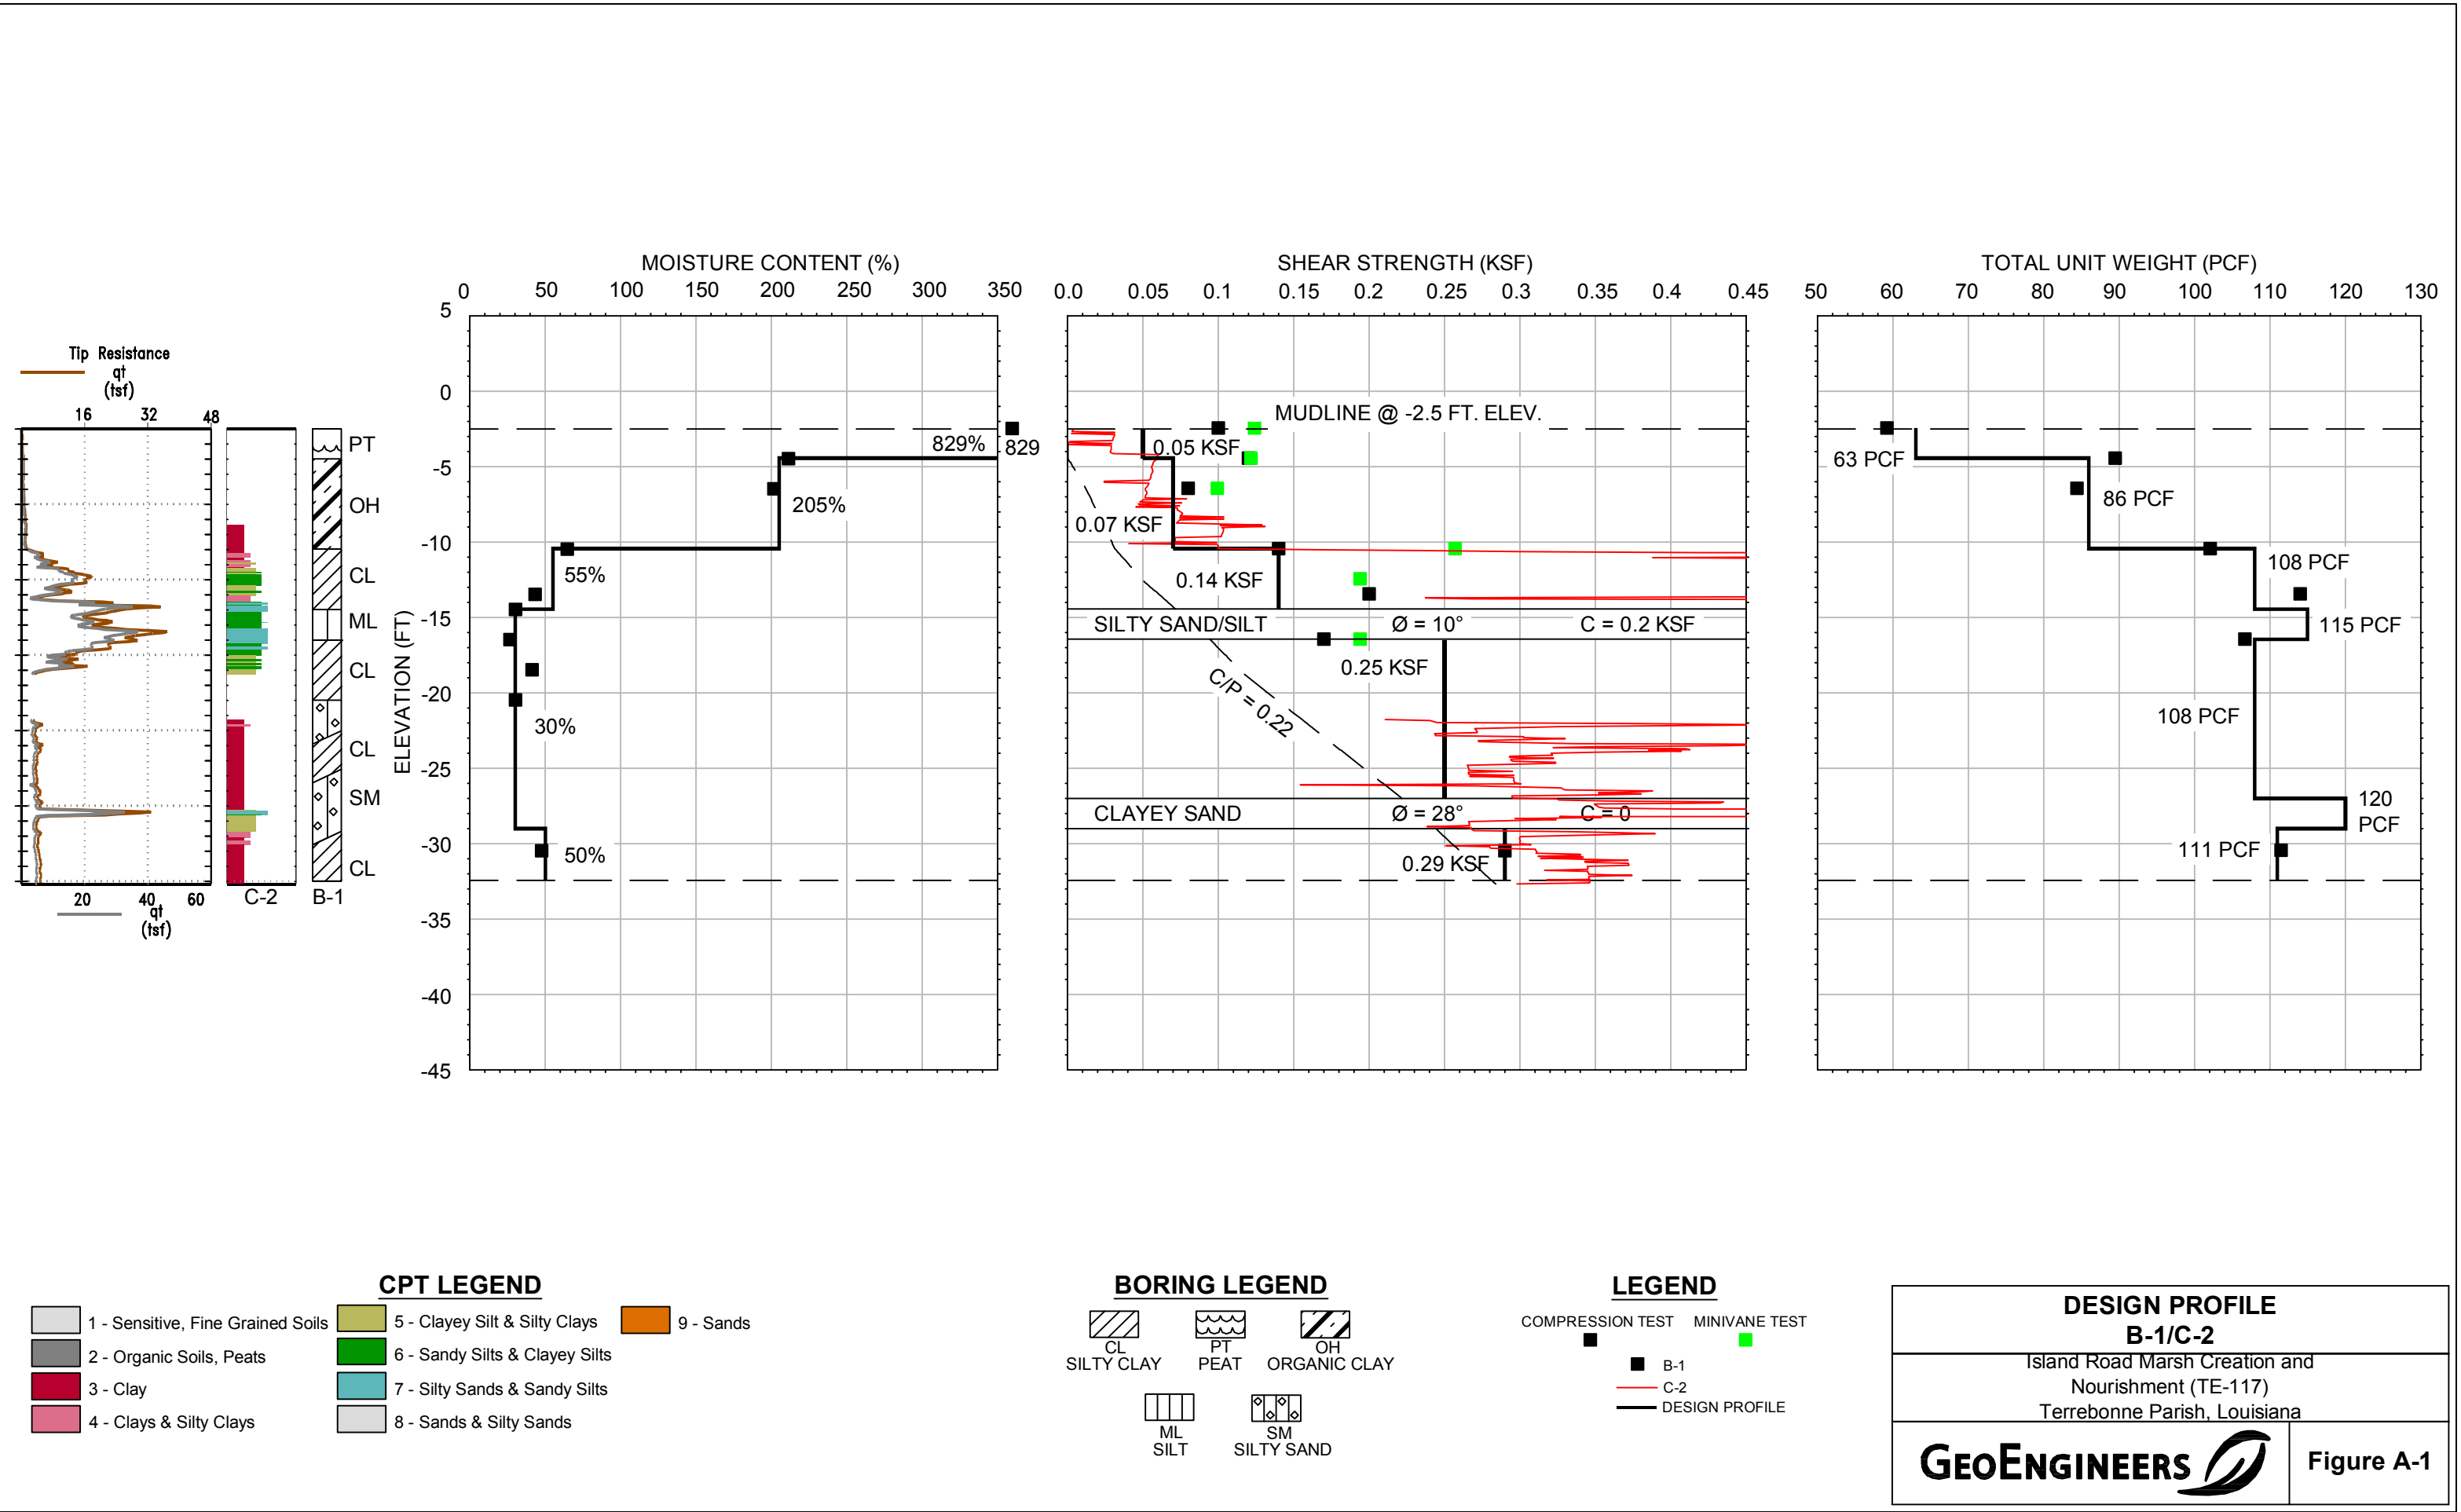 MOISTURE CONTENT (%)
0 50 100 150 200 250 300 350
SHEAR STRENGTH (KSF)
0.0 0.05 0.1 0.15 0.2 0.25 0.3 0.35 0.4 0.45
TOTAL UNIT WEIGHT (PCF)
50 60 70 80 90 100 110 120 130
Tip Resistance
qt
(tsf)
16 32 48
PT
OH
CL
ML
CL
CL
SM
CL
20 40 60
qt
(tsf)
C-2 B-1
ELEVATION (FT)
5
0
-5
-10
-15
-20
-25
-30
-35
-40
-45
829% 829
205%
55%
30%
50%
MUDLINE @ -2.5 FT. ELEV.
0.05 KSF
0.07 KSF
0.14 KSF
SILTY SAND/SILT Ø = 10° C = 0.2 KSF
0.25 KSF
C/P = 0.22
CLAYEY SAND Ø = 28° C = 0
0.29 KSF
63 PCF
86 PCF
108 PCF
115 PCF
108 PCF
120
PCF
111 PCF
CPT LEGEND
1 - Sensitive, Fine Grained Soils
2 - Organic Soils, Peats
3 - Clay
4 - Clays & Silty Clays
5 - Clayey Silt & Silty Clays
6 - Sandy Silts & Clayey Silts
7 - Silty Sands & Sandy Silts
8 - Sands & Silty Sands
9 - Sands
BORING LEGEND
CL
SILTY CLAY
PT
PEAT
OH
ORGANIC CLAY
ML
SILT
SM
SILTY SAND
LEGEND
COMPRESSION TEST MINIVANE TEST
B-1
C-2
DESIGN PROFILE
DESIGN PROFILE
B-1/C-2
Island Road Marsh Creation and
Nourishment (TE-117)
Terrebonne Parish, Louisiana
GEOENGINEERS
Figure A-1